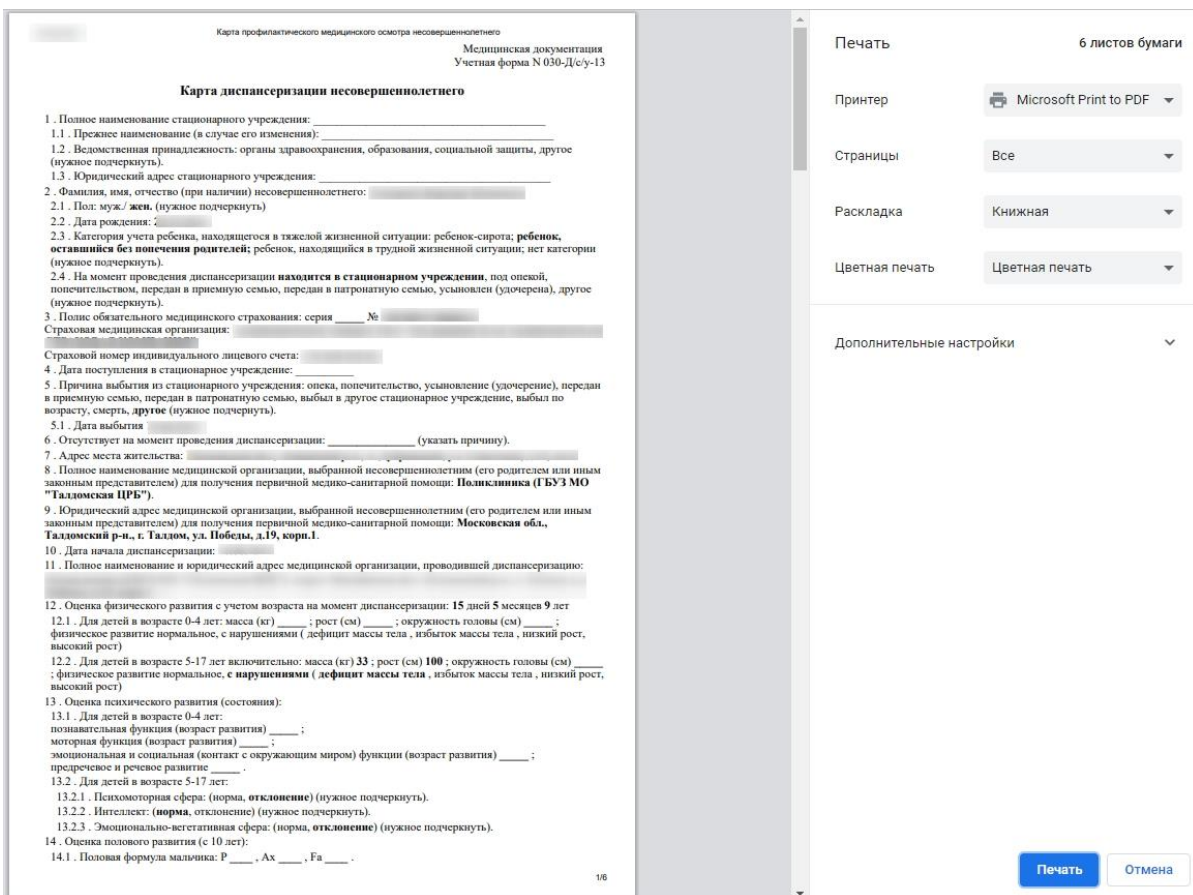 Карта профилактического медицинского осмотра несовершеннолетнего
Медицинская документация
Учетная форма N 030-Д/с/у-13
Карта диспансеризации несовершеннолетнего
1 . Полное наименование стационарного учреждения: ____________________
1.1 . Прежнее наименование (в случае его изменения): ____________________
1.2 . Ведомственная принадлежность: органы здравоохранения, образования, социальной защиты, другое
(нужное подчеркнуть).
1.3 . Юридический адрес стационарного учреждения: ____________________
2 . Фамилия, имя, отчество (при наличии) несовершеннолетнего:
2.1 . Пол: муж./ жен. (нужное подчеркнуть)
2.2 . Дата рождения:
2.3 . Категория учета ребенка, находящегося в тяжелой жизненной ситуации: ребенок-сирота; ребенок,
оставшийся без попечения родителей; ребенок, находящийся в трудной жизненной ситуации; нет категории
(нужное подчеркнуть).
2.4 . На момент проведения диспансеризации находится в стационарном учреждении, под опекой,
попечительством, передан в приемную семью, передан в патронатную семью, усыновлен (удочерена), другое
(нужное подчеркнуть).
3 . Полис обязательного медицинского страхования: серия _____ №
Страховая медицинская организация:
Страховой номер индивидуального лицевого счета:
4 . Дата поступления в стационарное учреждение: __________
5 . Причина выбытия из стационарного учреждения: опека, попечительство, усыновление (удочерение), передан
в приемную семью, передан в патронатную семью, выбыл в другое стационарное учреждение, выбыл по
возрасту, смерть, другое (нужное подчернуть).
5.1 . Дата выбытия
6 . Отсутствует на момент проведения диспансеризации: _______________ (указать причину).
7 . Адрес места жительства:
8 . Полное наименование медицинской организации, выбранной несовершеннолетним (его родителем или иным
законным представителем) для получения первичной медико-санитарной помощи: Поликлиника (ГБУЗ МО
"Талдомская ЦРБ").
9 . Юридический адрес медицинской организации, выбранной несовершеннолетним (его родителем или иным
законным представителем) для получения первичной медико-санитарной помощи: Московская обл.,
Талдомский р-н., г. Талдом, ул. Победы, д.19, корп.1.
10 . Дата начала диспансеризации:
11 . Полное наименование и юридический адрес медицинской организации, проводившей диспансеризацию:
12 . Оценка физического развития с учетом возраста на момент диспансеризации: 15 дней 5 месяцев 9 лет
12.1 . Для детей в возрасте 0-4 лет: масса (кг) _____ ; рост (см) _____ ; окружность головы (см) _____ ;
физическое развитие нормальное, с нарушениями ( дефицит массы тела , избыток массы тела , низкий рост,
высокий рост)
12.2 . Для детей в возрасте 5-17 лет включительно: масса (кг) 33 ; рост (см) 100 ; окружность головы (см) _____
; физическое развитие нормальное, с нарушениями ( дефицит массы тела , избыток массы тела , низкий рост,
высокий рост)
13 . Оценка психического развития (состояния):
13.1 . Для детей в возрасте 0-4 лет:
познавательная функция (возраст развития) _____ ;
моторная функция (возраст развития) _____ ;
эмоциональная и социальная (контакт с окружающим миром) функции (возраст развития) _____ ;
предречевое и речевое развитие _____ .
13.2 . Для детей в возрасте 5-17 лет:
13.2.1 . Психомоторная сфера: (норма, отклонение) (нужное подчеркнуть).
13.2.2 . Интеллект: (норма, отклонение) (нужное подчеркнуть).
13.2.3 . Эмоционально-вегетативная сфера: (норма, отклонение) (нужное подчеркнуть).
14 . Оценка полового развития (с 10 лет):
14.1 . Половая формула мальчика: Р ____ , Ах ____ , Fa ____ .
1/6
Печать 6 листов бумаги
Принтер Microsoft Print to PDF
Страницы Все
Раскладка Книжная
Цветная печать Цветная печать
Дополнительные настройки
Печать Отмена